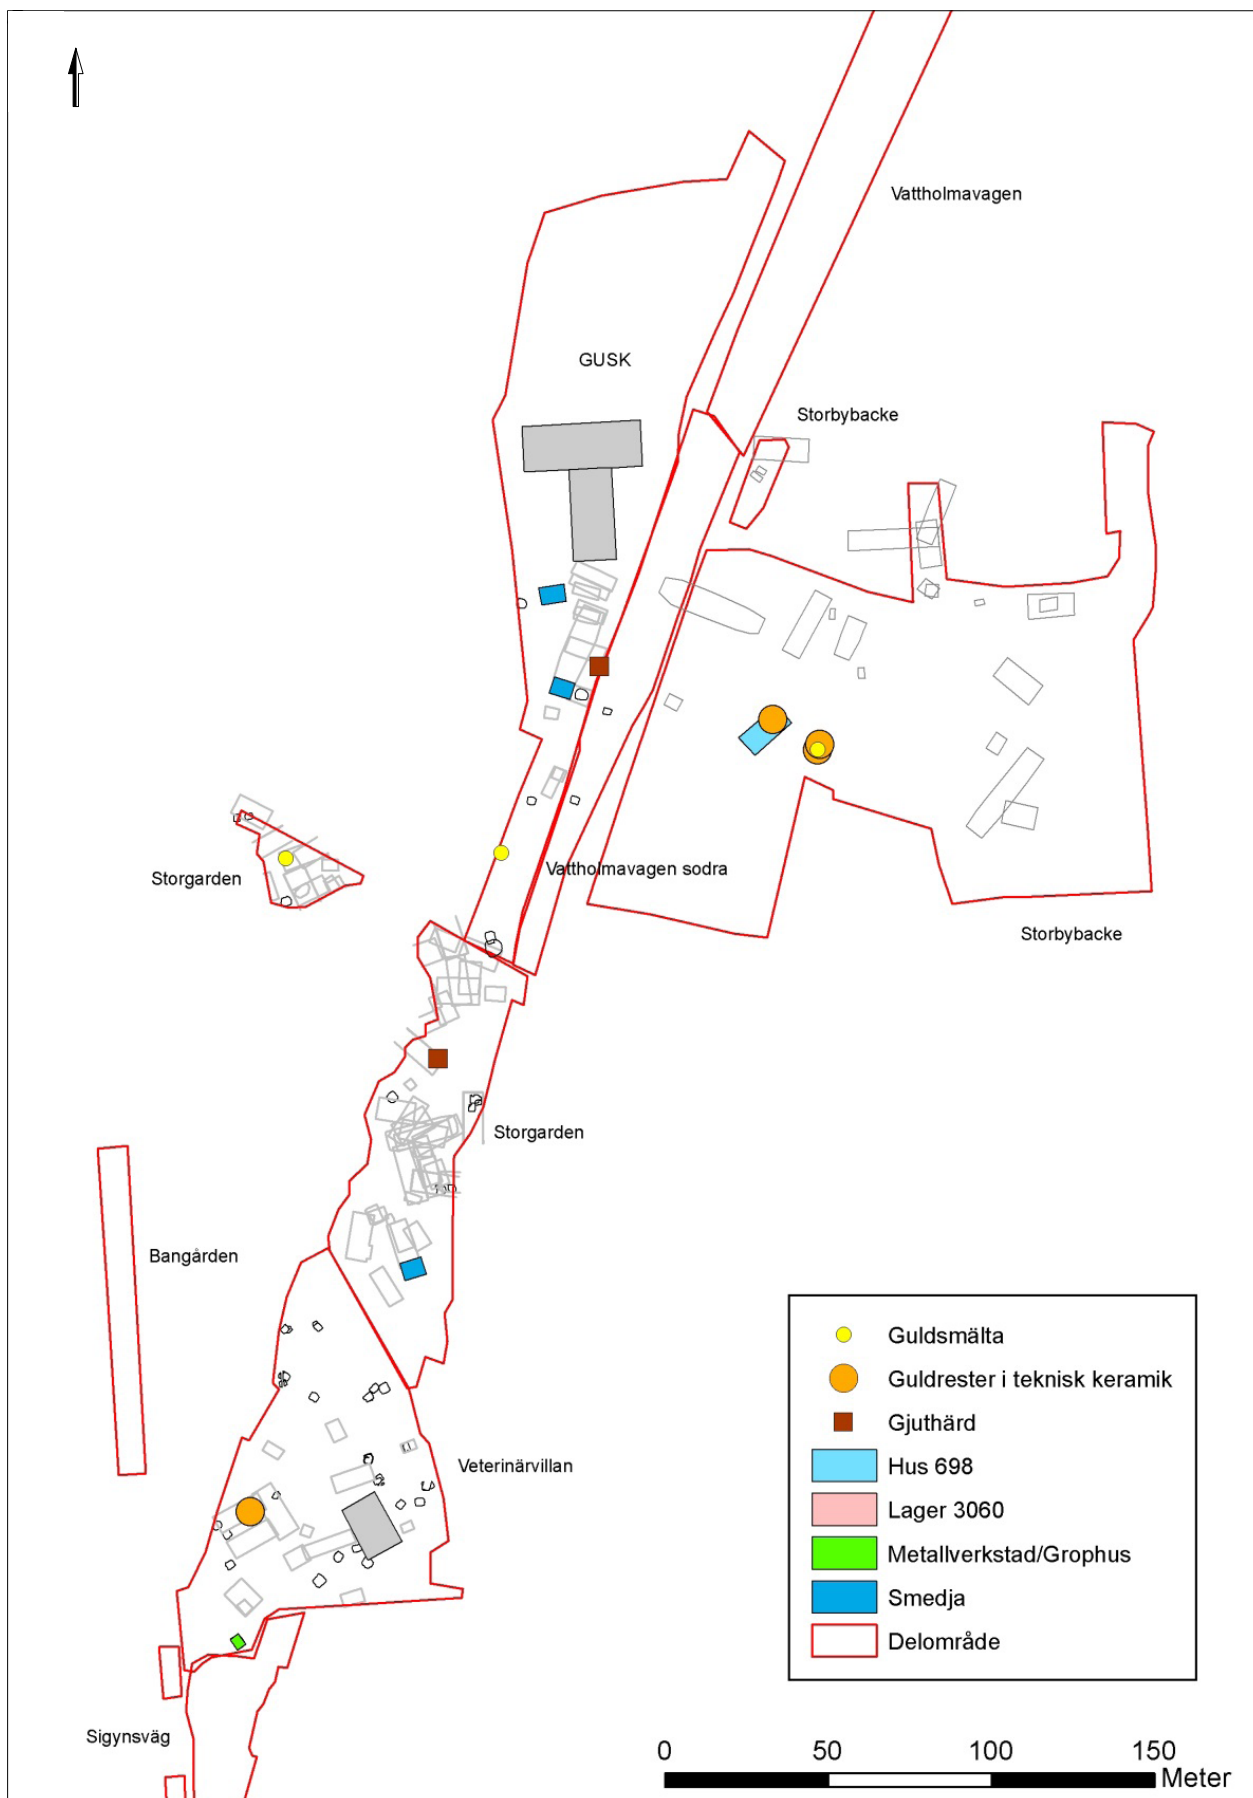 Vattholmavagen
GUSK
Storbybacke
Storgarden
Vattholmavagen sodra
Storbybacke
Storgarden
Bangården
Veterinärvillan
Sigynsväg
Guldsmälta
Guldrester i teknisk keramik
Gjuthärd
Hus 698
Lager 3060
Metallverkstad/Grophus
Smedja
Delområde
0 50 100 150
Meter